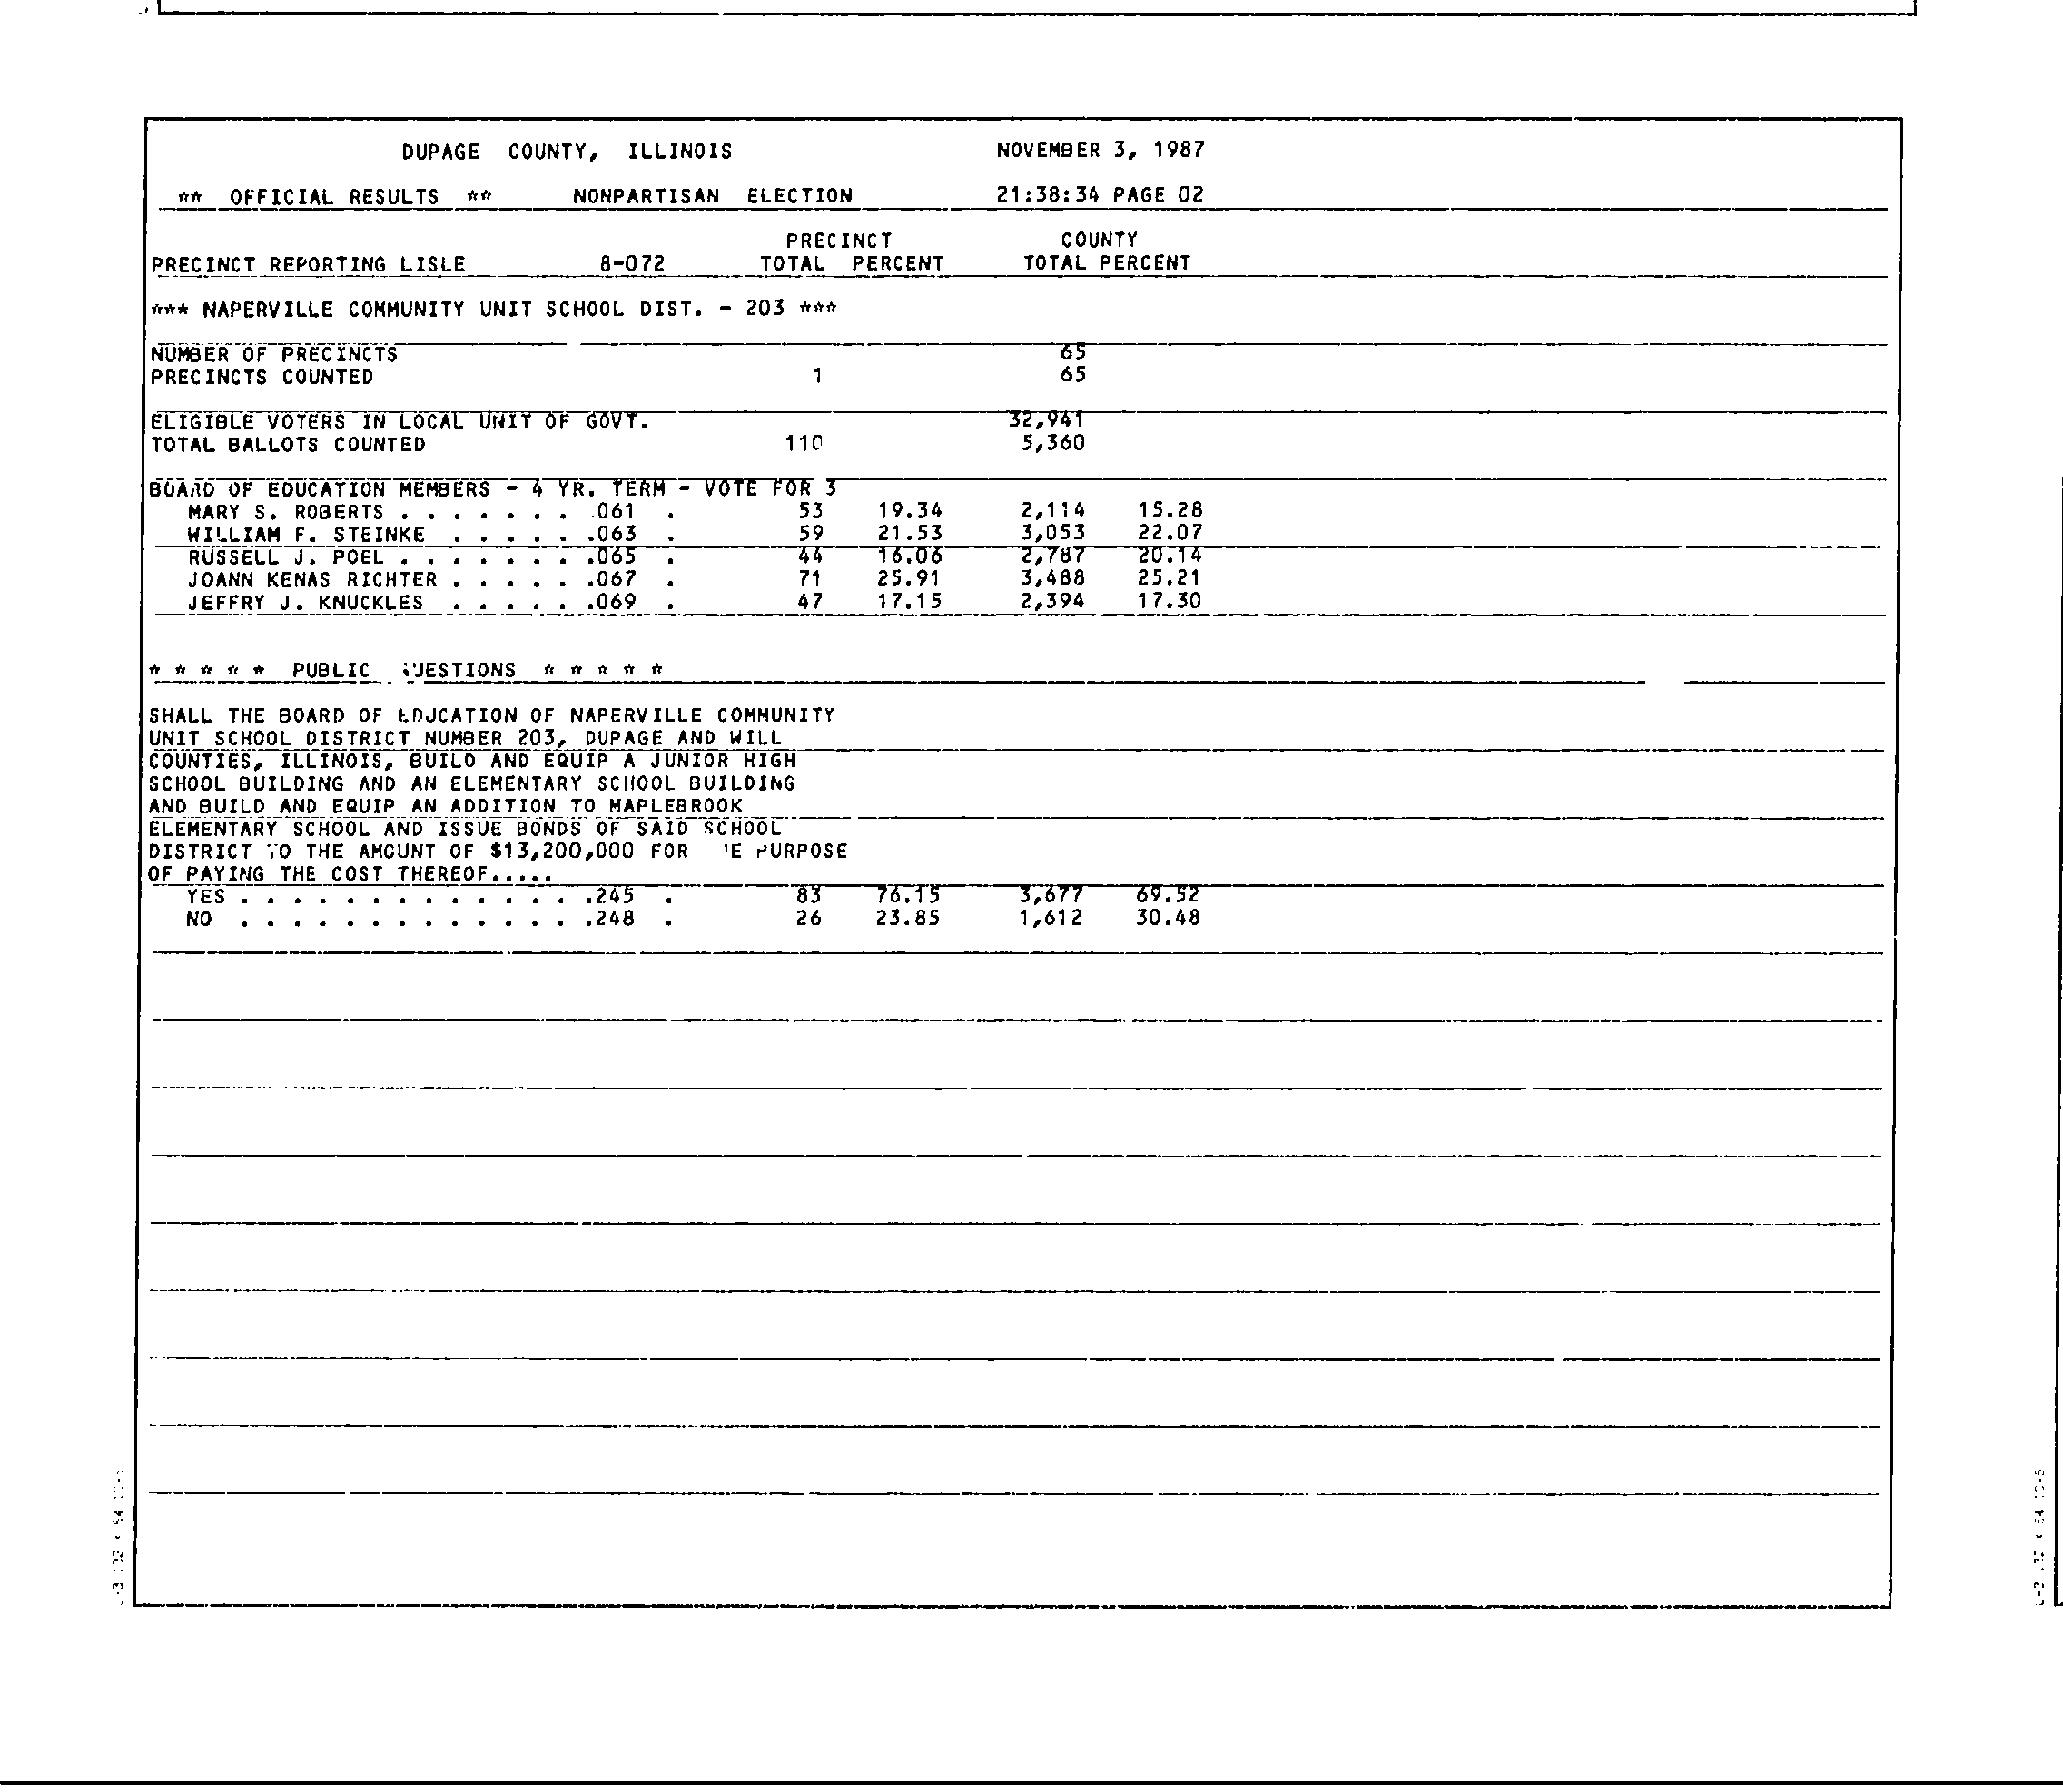 DUPAGE COUNTY, ILLINOIS NOVEMBER 3, 1987
** OFFICIAL RESULTS ** NONPARTISAN ELECTION 21:38:34 PAGE 02
PRECINCT COUNTY
PRECINCT REPORTING LISLE 8-072 TOTAL PERCENT TOTAL PERCENT
*** NAPERVILLE COMMUNITY UNIT SCHOOL DIST. - 203 ***
NUMBER OF PRECINCTS 65
PRECINCTS COUNTED 1 65
ELIGIBLE VOTERS IN LOCAL UNIT OF GOVT. 32,941
TOTAL BALLOTS COUNTED 110 5,360
BOARD OF EDUCATION MEMBERS - 4 YR. TERM - VOTE FOR 3
MARY S. ROBERTS . . . . . . . .061 . 53 19.34 2,114 15.28
WILLIAM F. STEINKE . . . . . .063 . 59 21.53 3,053 22.07
RUSSELL J. POEL . . . . . . . .065 . 44 16.06 2,787 20.14
JOANN KENAS RICHTER . . . . . .067 . 71 25.91 3,488 25.21
JEFFRY J. KNUCKLES . . . . . .069 . 47 17.15 2,394 17.30
* * * * * PUBLIC QUESTIONS * * * * *
SHALL THE BOARD OF EDUCATION OF NAPERVILLE COMMUNITY
UNIT SCHOOL DISTRICT NUMBER 203, DUPAGE AND WILL
COUNTIES, ILLINOIS, BUILD AND EQUIP A JUNIOR HIGH
SCHOOL BUILDING AND AN ELEMENTARY SCHOOL BUILDING
AND BUILD AND EQUIP AN ADDITION TO MAPLEBROOK
ELEMENTARY SCHOOL AND ISSUE BONDS OF SAID SCHOOL
DISTRICT TO THE AMOUNT OF $13,200,000 FOR PURPOSE
OF PAYING THE COST THEREOF.....
YES . . . . . . . . . . . . . .245 . 83 76.15 3,677 69.52
NO . . . . . . . . . . . . . .248 . 26 23.85 1,612 30.48